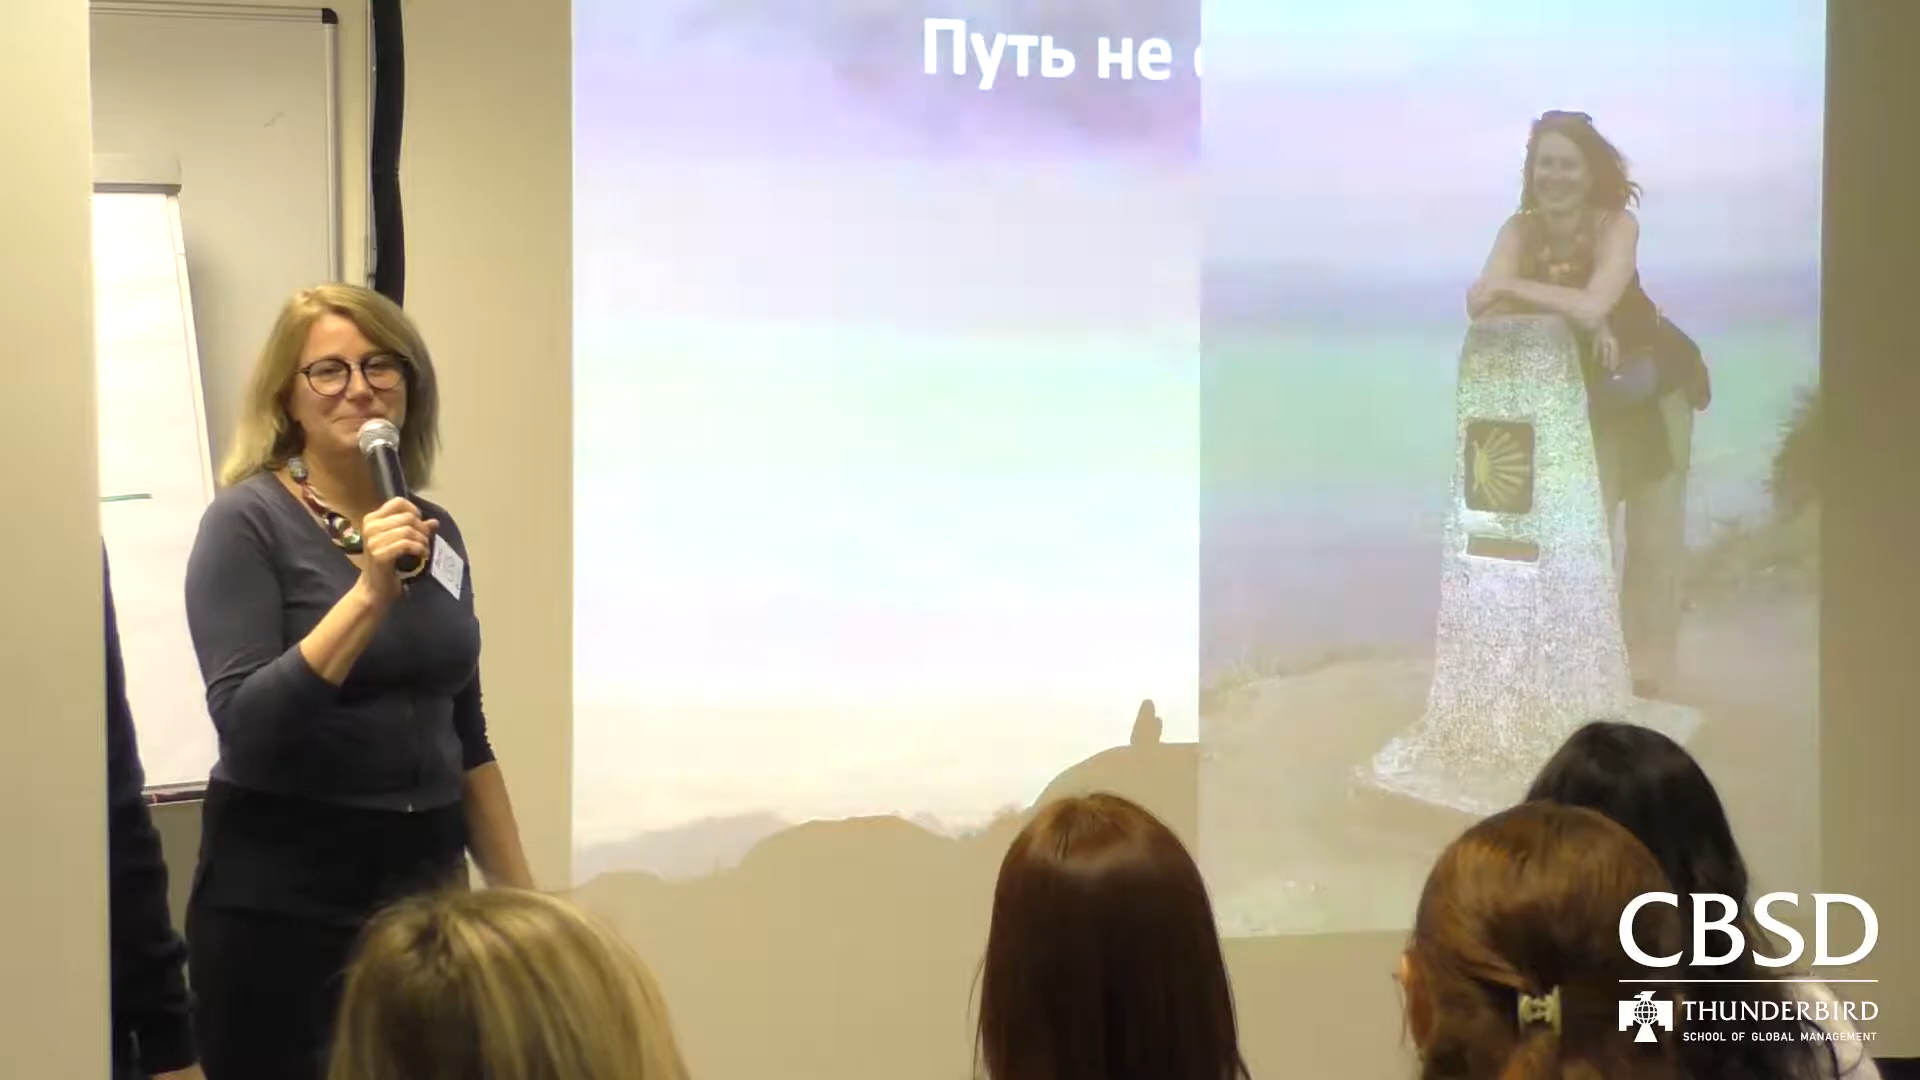 Путь не
CBSD
THUNDERBIRD
SCHOOL OF GLOBAL MANAGEMENT